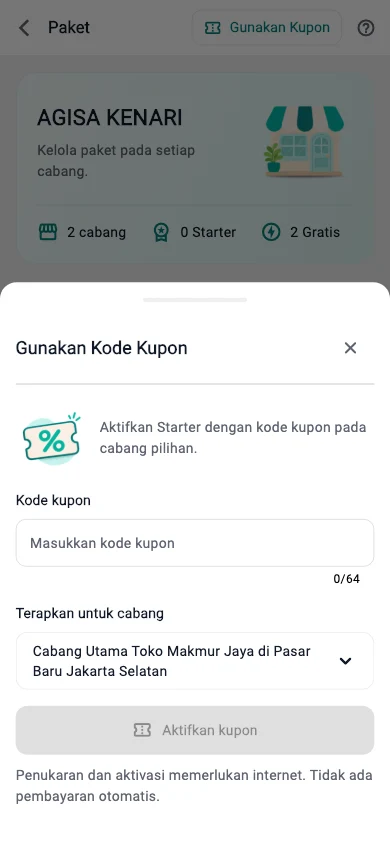 Paket
Gunakan Kupon
AGISA KENARI
Kelola paket pada setiap
cabang.
2 cabang
0 Starter
2 Gratis
Gunakan Kode Kupon
%
Aktifkan Starter dengan kode kupon pada
cabang pilihan.
Kode kupon
Masukkan kode kupon
0/64
Terapkan untuk cabang
Cabang Utama Toko Makmur Jaya di Pasar
Baru Jakarta Selatan
Aktifkan kupon
Penukaran dan aktivasi memerlukan internet. Tidak ada
pembayaran otomatis.